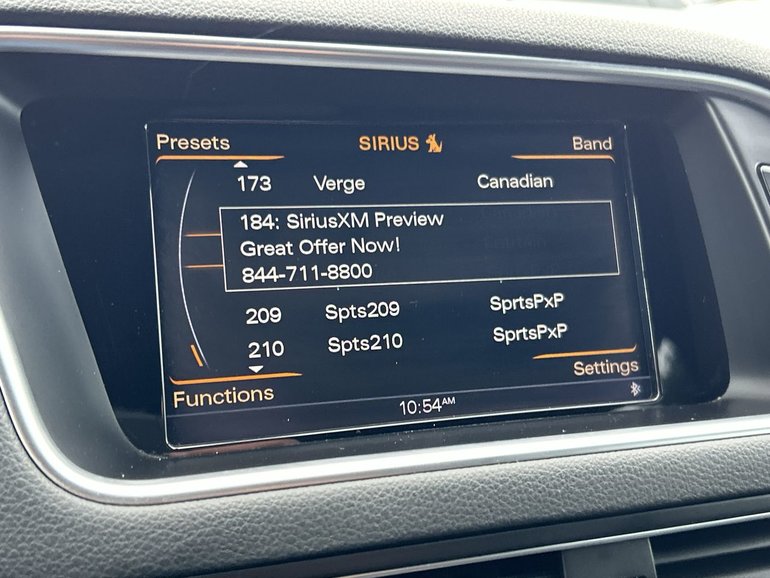 Presets SIRIUS Band
173 Verge Canadian
184: SiriusXM Preview
Great Offer Now!
844-711-8800
209 Spts209 SprtsPxP
210 Spts210 SprtsPxP
Functions Settings
10:54AM